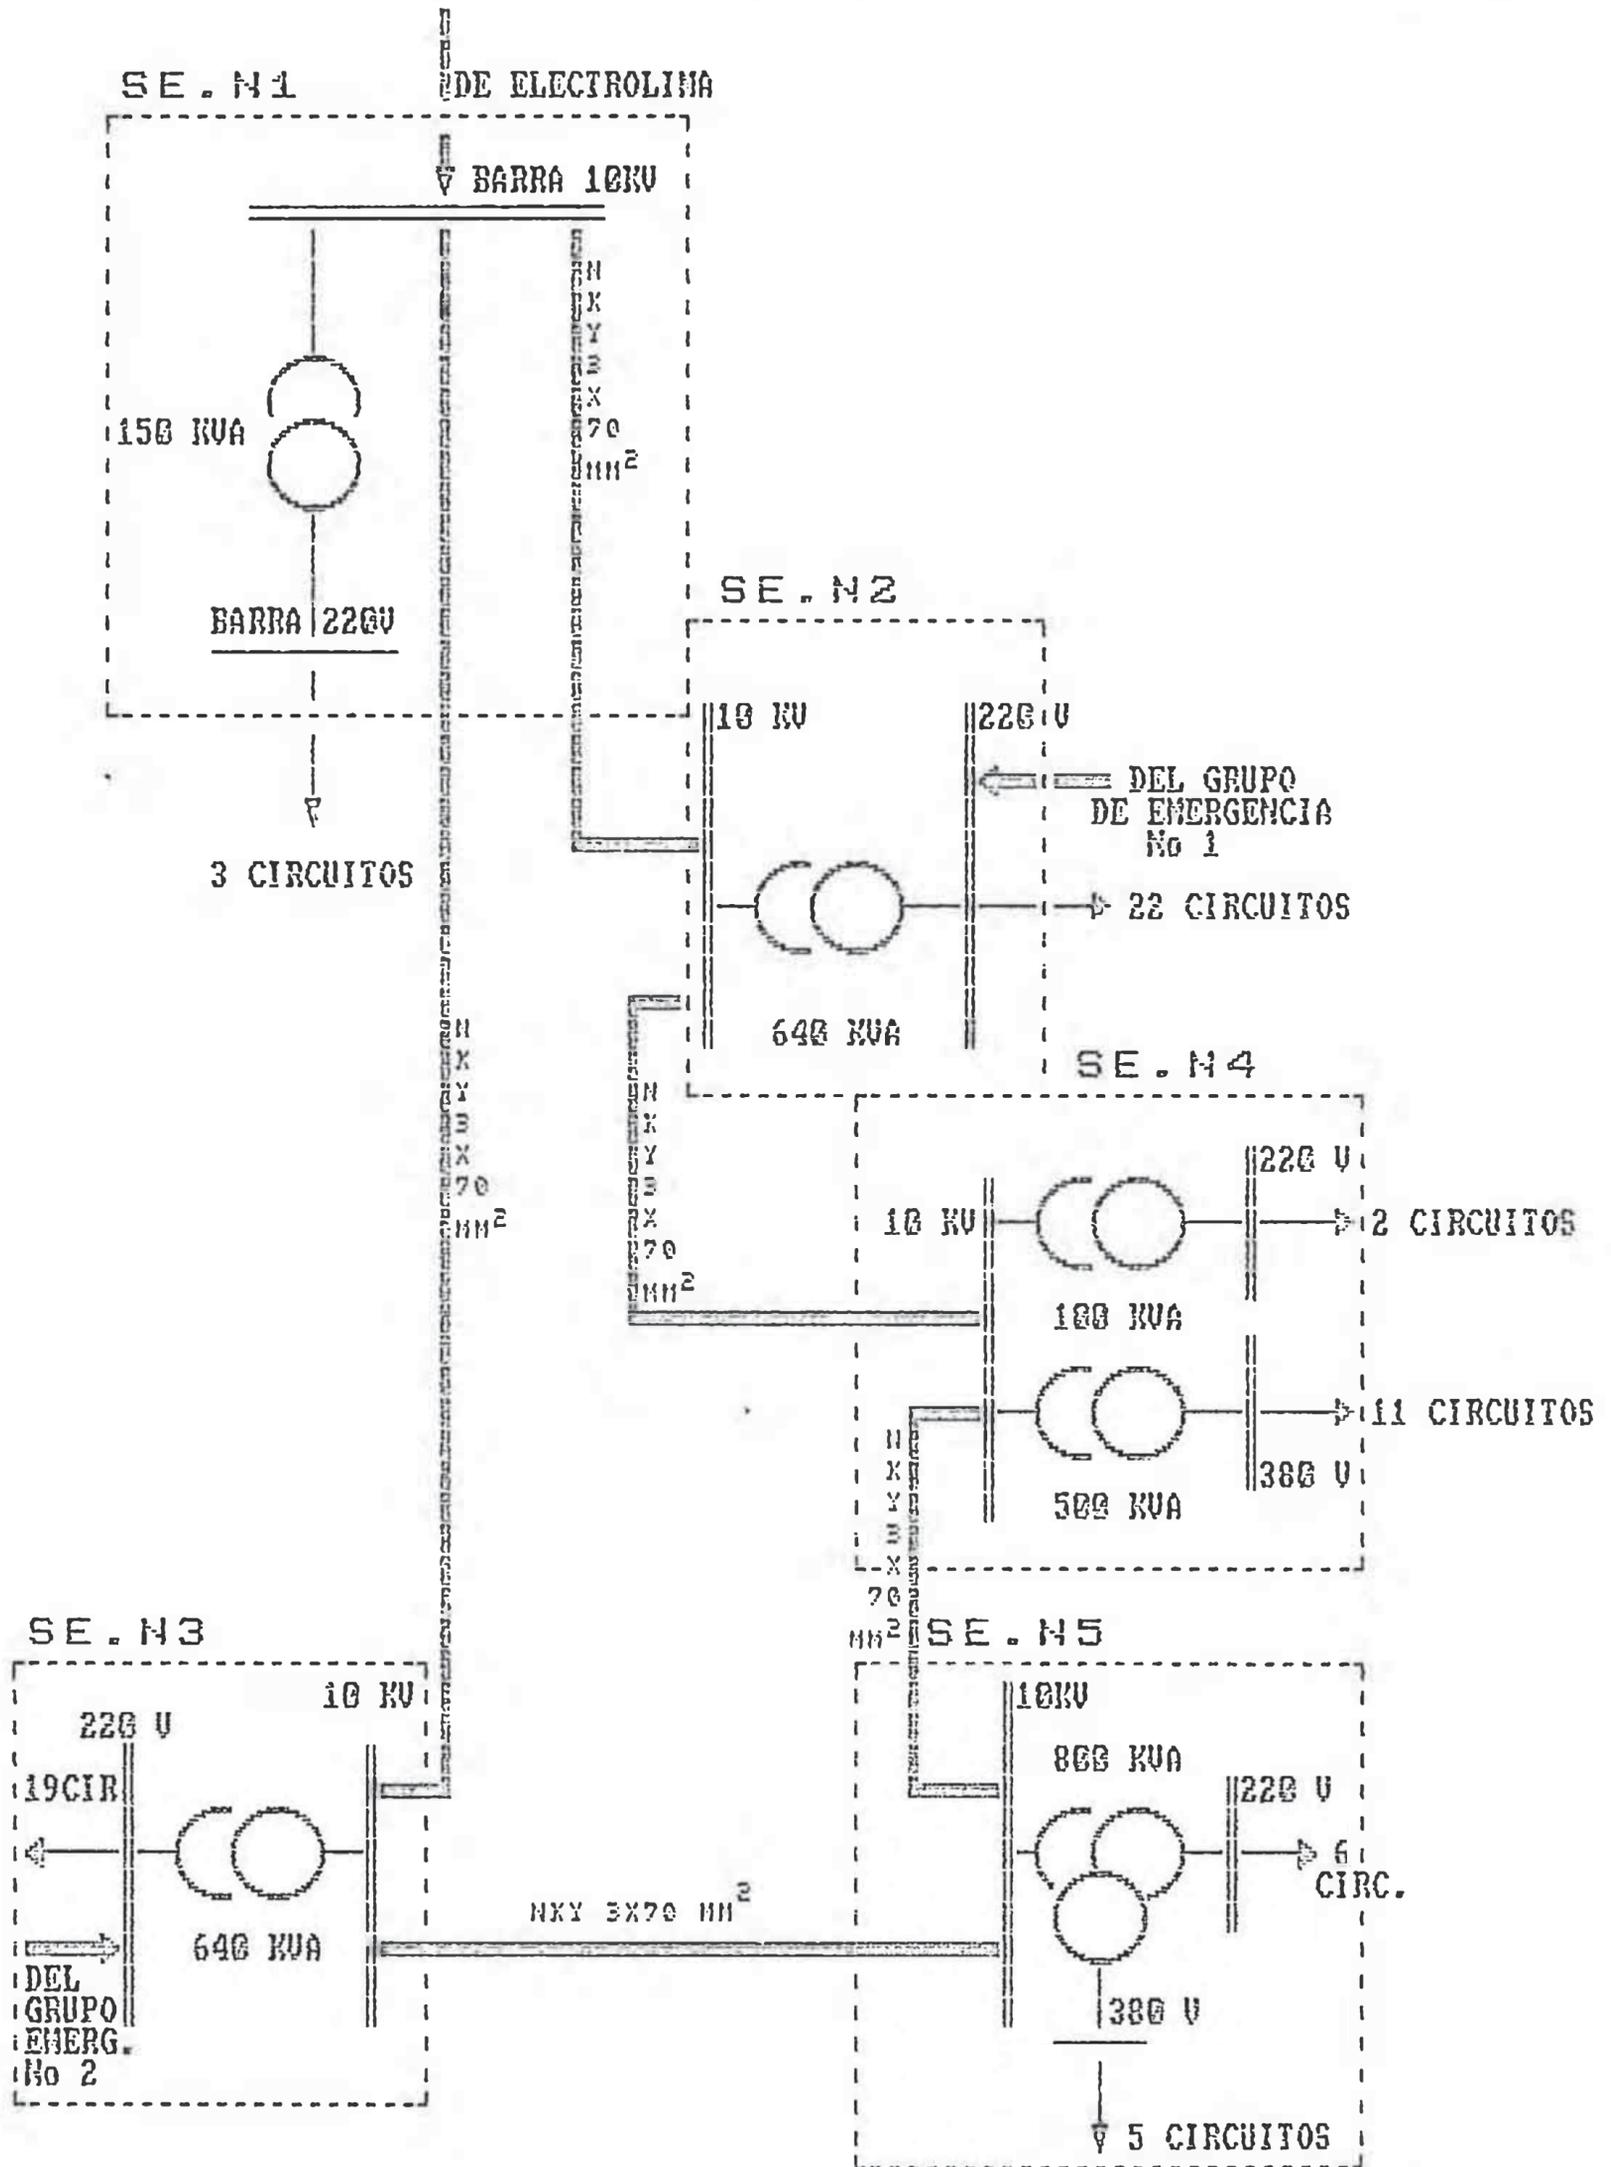 SE.N1
DE ELECTROLIMA
BARRA 10KV
N
K
Y
3
X
70
MM²
150 KVA
BARRA 220V
3 CIRCUITOS
SE.N2
10 KV
220 V
DEL GRUPO
DE EMERGENCIA
No 1
22 CIRCUITOS
640 KVA
N
K
Y
3
X
70
MM²
N
K
Y
3
X
70
MM²
SE.N4
220 V
10 KV
2 CIRCUITOS
100 KVA
11 CIRCUITOS
380 V
500 KVA
N
K
Y
3
X
70
MM²
SE.N3
10 KV
220 V
19CIR
640 KVA
DEL
GRUPO
EMERG.
No 2
NKY 3X70 MM²
SE.N5
10KV
800 KVA
220 V
6
CIRC.
380 V
5 CIRCUITOS